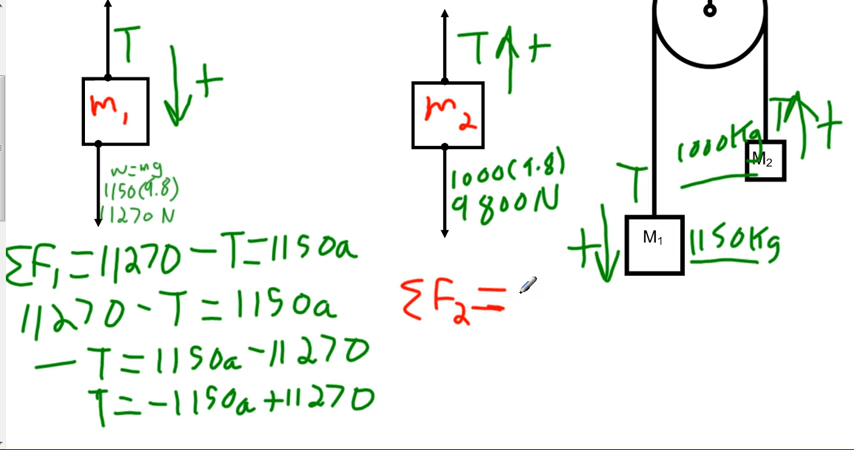 T
+
m₁
w=mg
1150(9.8)
11270 N
ΣF₁=11270-T=1150a
11270-T=1150a
-T=1150a-11270
T=-1150a+11270
T
+
m₂
1000(9.8)
9800N
ΣF₂=
1000Kg
T
+
M₂
T
+
M₁
1150Kg